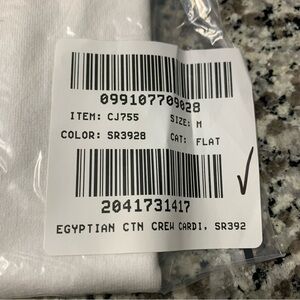 099107709028
ITEM: CJ755 SIZE: M
COLOR: SR3928 CAT: FLAT
2041731417
EGYPTIAN CTN CREW CARDI. SR392